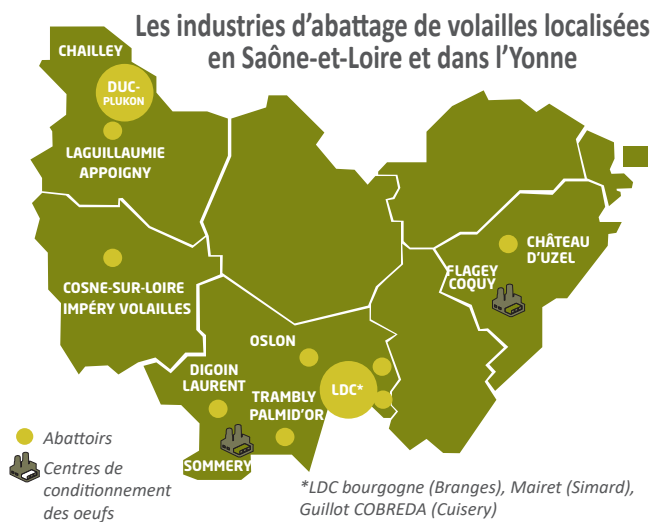 Les industries d'abattage de volailles localisées
en Saône-et-Loire et dans l'Yonne
CHAILLEY
DUC-
PLUKON
LAGUILLAUMIE
APPOIGNY
COSNE-SUR-LOIRE
IMPÉRY VOLAILLES
CHÂTEAU
D'UZEL
FLAGEY
COQUY
OSLON
DIGOIN
LAURENT
TRAMBLY
PALMID'OR
LDC*
SOMMERY
Abattoirs
Centres de
conditionnement
des oeufs
*LDC bourgogne (Branges), Mairet (Simard),
Guillot COBREDA (Cuisery)